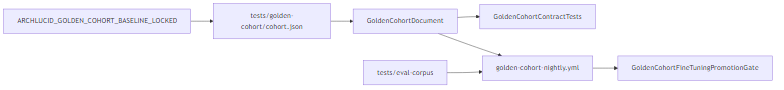 ARCHLUCID_GOLDEN_COHORT_BASELINE_LOCKED
tests/golden-
cohort/cohort.json
GoldenCohortDocument
GoldenCohortContractTests
tests/eval-corpus
golden-cohort-nightly.yml
GoldenCohortFineTuningPromotionGate